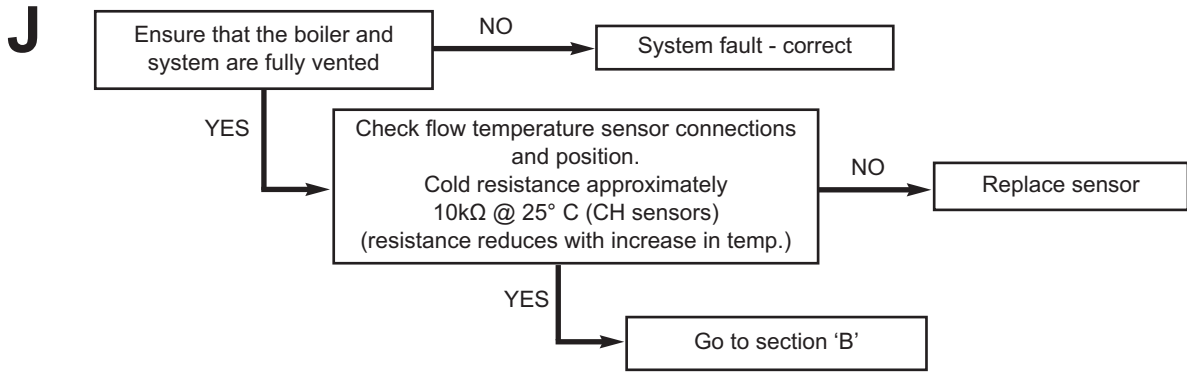 J
Ensure that the boiler and
system are fully vented
NO
System fault - correct
YES
Check flow temperature sensor connections
and position.
Cold resistance approximately
10kΩ @ 25° C (CH sensors)
(resistance reduces with increase in temp.)
NO
Replace sensor
YES
Go to section ‘B’